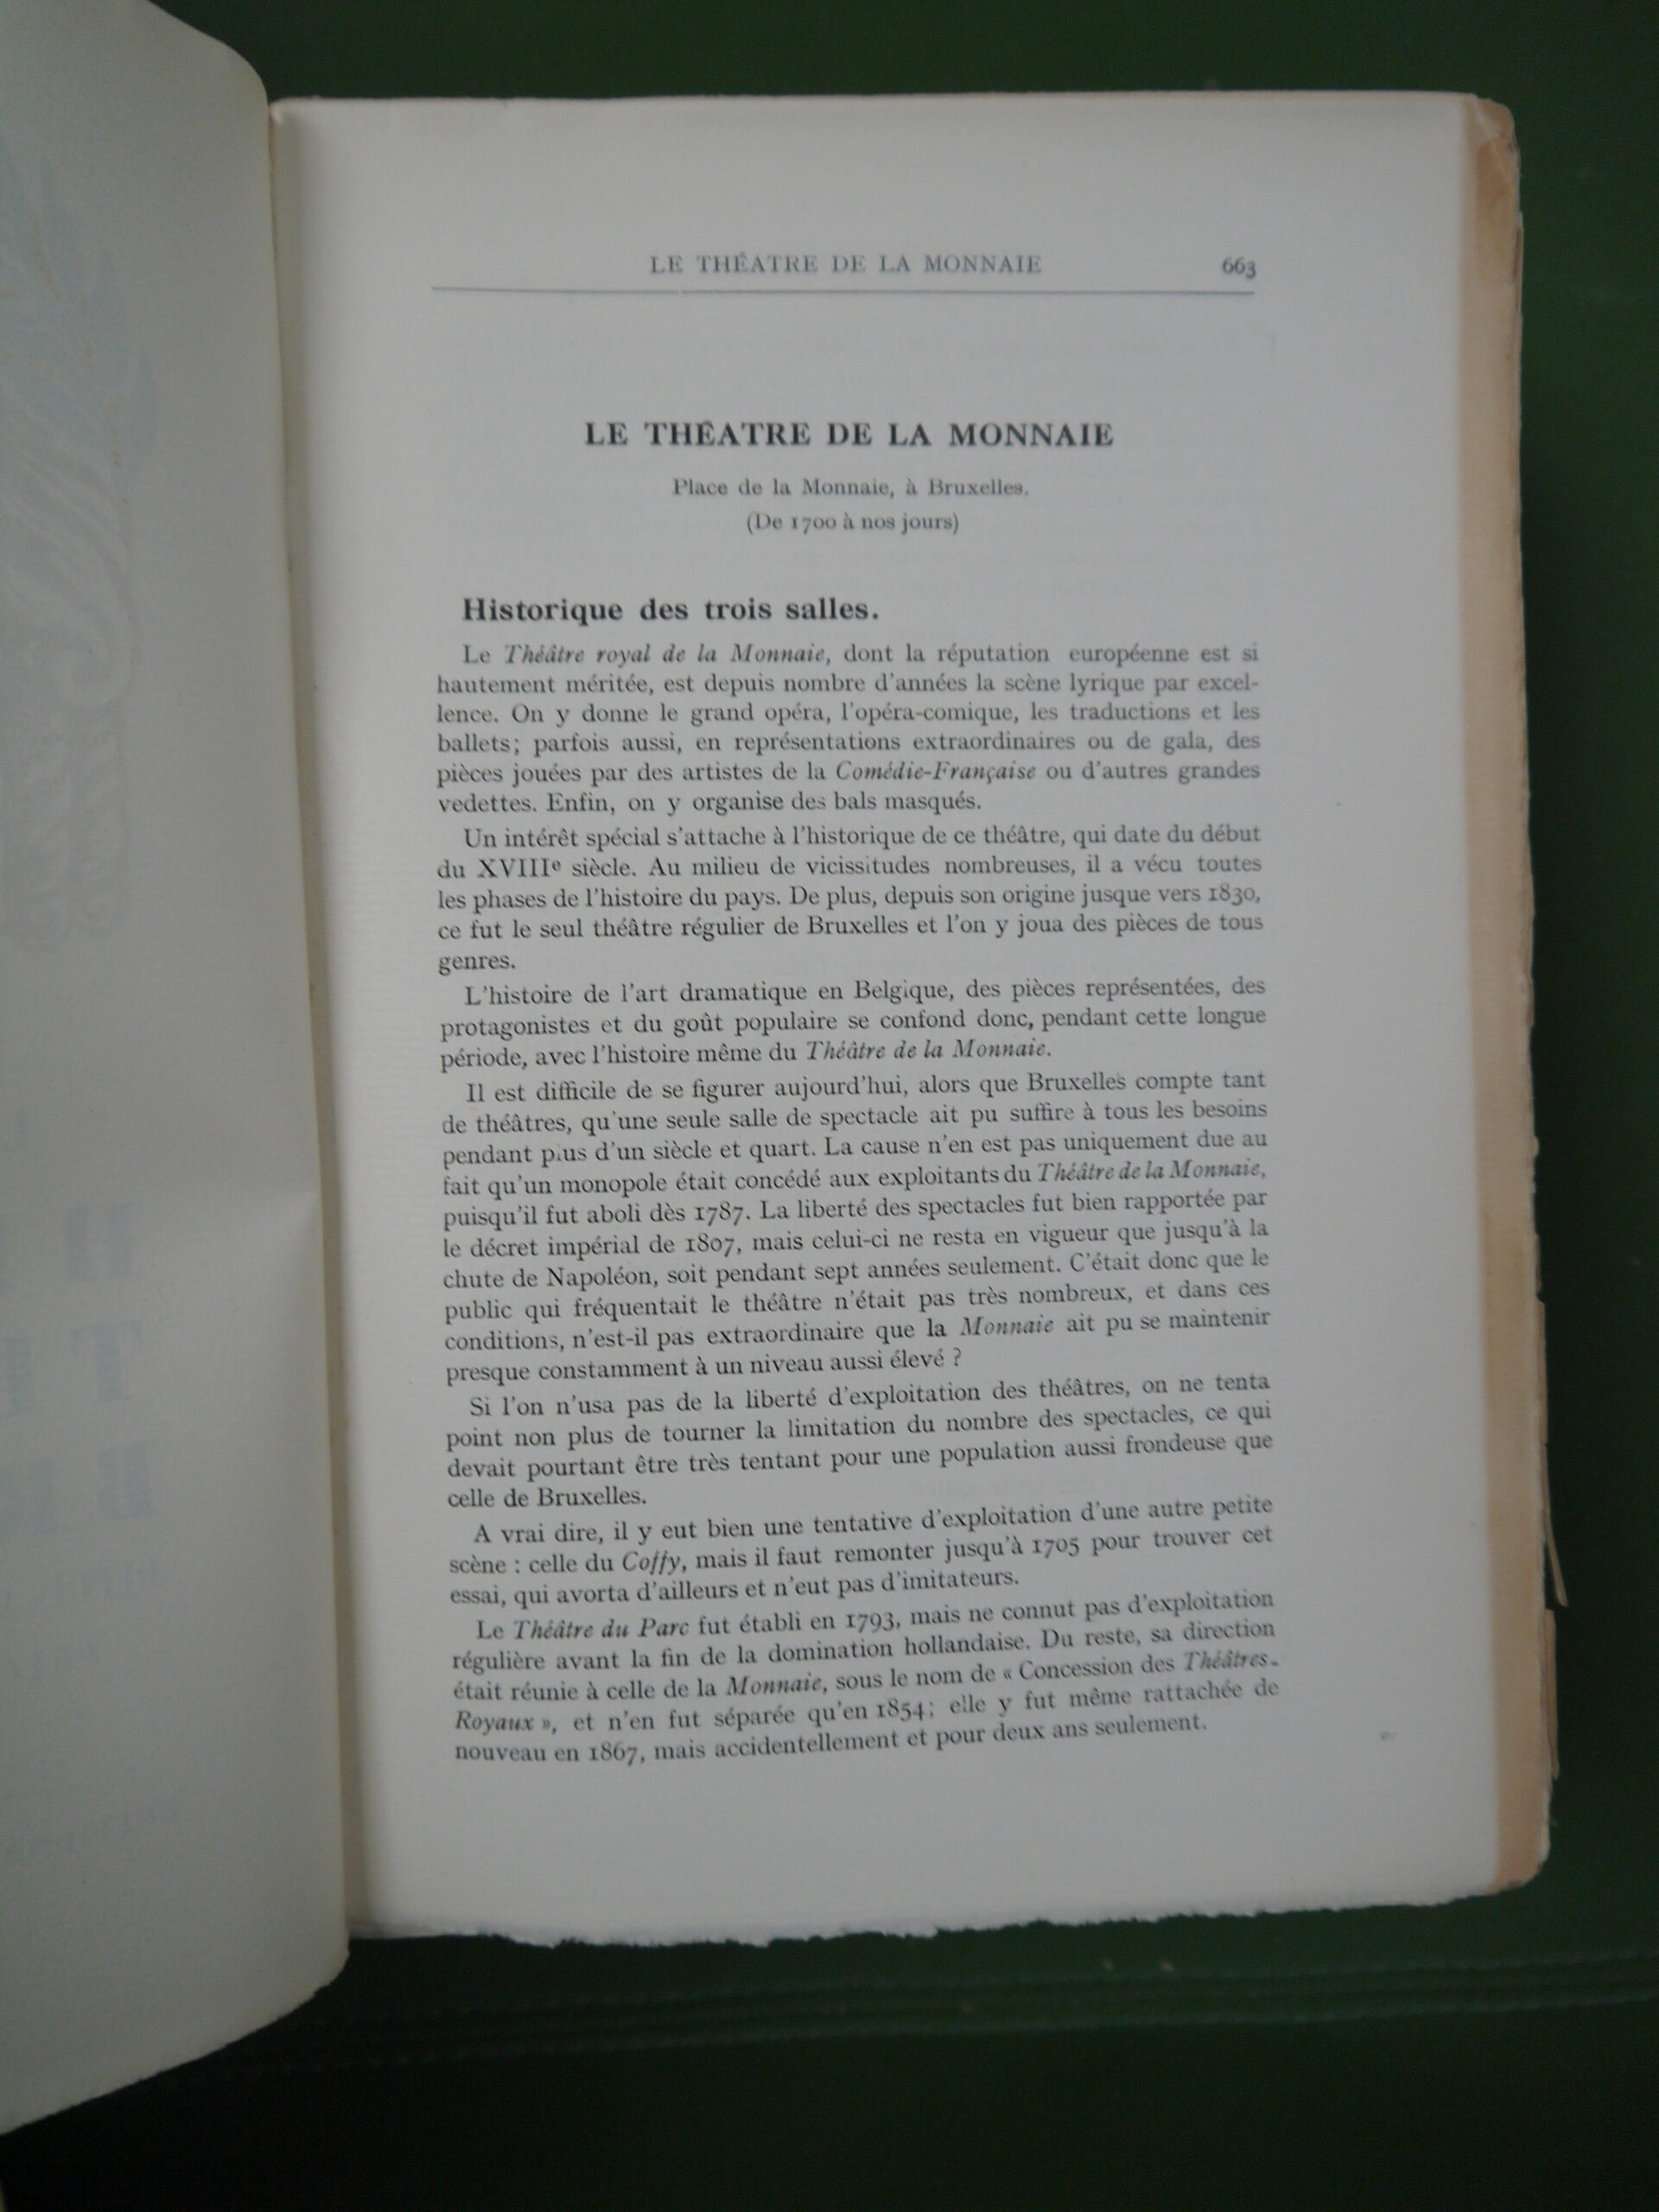 LE THÉATRE DE LA MONNAIE 663
LE THÉATRE DE LA MONNAIE
Place de la Monnaie, à Bruxelles.
(De 1700 à nos jours)
Historique des trois salles.
Le Théâtre royal de la Monnaie, dont la réputation européenne est si
hautement méritée, est depuis nombre d'années la scène lyrique par excel-
lence. On y donne le grand opéra, l'opéra-comique, les traductions et les
ballets; parfois aussi, en représentations extraordinaires ou de gala, des
pièces jouées par des artistes de la Comédie-Française ou d'autres grandes
vedettes. Enfin, on y organise des bals masqués.
Un intérêt spécial s'attache à l'historique de ce théâtre, qui date du début
du XVIIIe siècle. Au milieu de vicissitudes nombreuses, il a vécu toutes
les phases de l'histoire du pays. De plus, depuis son origine jusque vers 1830,
ce fut le seul théâtre régulier de Bruxelles et l'on y joua des pièces de tous
genres.
L'histoire de l'art dramatique en Belgique, des pièces représentées, des
protagonistes et du goût populaire se confond donc, pendant cette longue
période, avec l'histoire même du Théâtre de la Monnaie.
Il est difficile de se figurer aujourd'hui, alors que Bruxelles compte tant
de théâtres, qu'une seule salle de spectacle ait pu suffire à tous les besoins
pendant plus d'un siècle et quart. La cause n'en est pas uniquement due au
fait qu'un monopole était concédé aux exploitants du Théâtre de la Monnaie,
puisqu'il fut aboli dès 1787. La liberté des spectacles fut bien rapportée par
le décret impérial de 1807, mais celui-ci ne resta en vigueur que jusqu'à la
chute de Napoléon, soit pendant sept années seulement. C'était donc que le
public qui fréquentait le théâtre n'était pas très nombreux, et dans ces
conditions, n'est-il pas extraordinaire que la Monnaie ait pu se maintenir
presque constamment à un niveau aussi élevé ?
Si l'on n'usa pas de la liberté d'exploitation des théâtres, on ne tenta
point non plus de tourner la limitation du nombre des spectacles, ce qui
devait pourtant être très tentant pour une population aussi frondeuse que
celle de Bruxelles.
A vrai dire, il y eut bien une tentative d'exploitation d'une autre petite
scène : celle du Coffy, mais il faut remonter jusqu'à 1705 pour trouver cet
essai, qui avorta d'ailleurs et n'eut pas d'imitateurs.
Le Théâtre du Parc fut établi en 1793, mais ne connut pas d'exploitation
régulière avant la fin de la domination hollandaise. Du reste, sa direction
était réunie à celle de la Monnaie, sous le nom de « Concession des Théâtres-
Royaux », et n'en fut séparée qu'en 1854; elle y fut même rattachée de
nouveau en 1867, mais accidentellement et pour deux ans seulement.